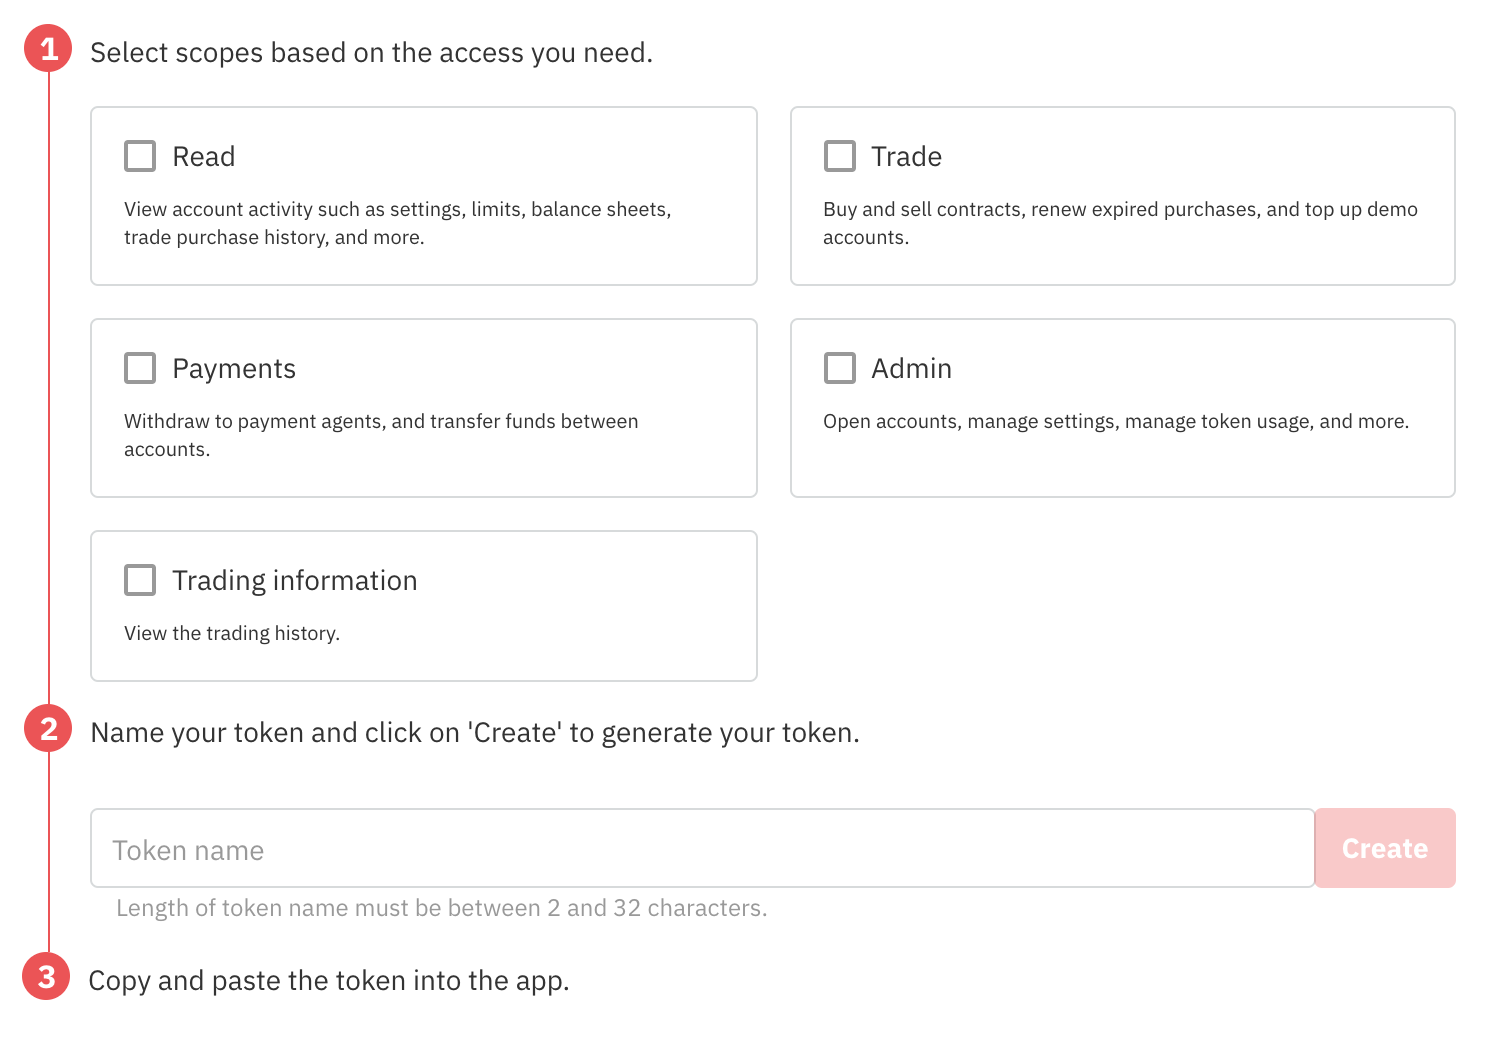 1 Select scopes based on the access you need.
Read
View account activity such as settings, limits, balance sheets,
trade purchase history, and more.
Trade
Buy and sell contracts, renew expired purchases, and top up demo
accounts.
Payments
Withdraw to payment agents, and transfer funds between
accounts.
Admin
Open accounts, manage settings, manage token usage, and more.
Trading information
View the trading history.
2 Name your token and click on 'Create' to generate your token.
Token name
Create
Length of token name must be between 2 and 32 characters.
3 Copy and paste the token into the app.